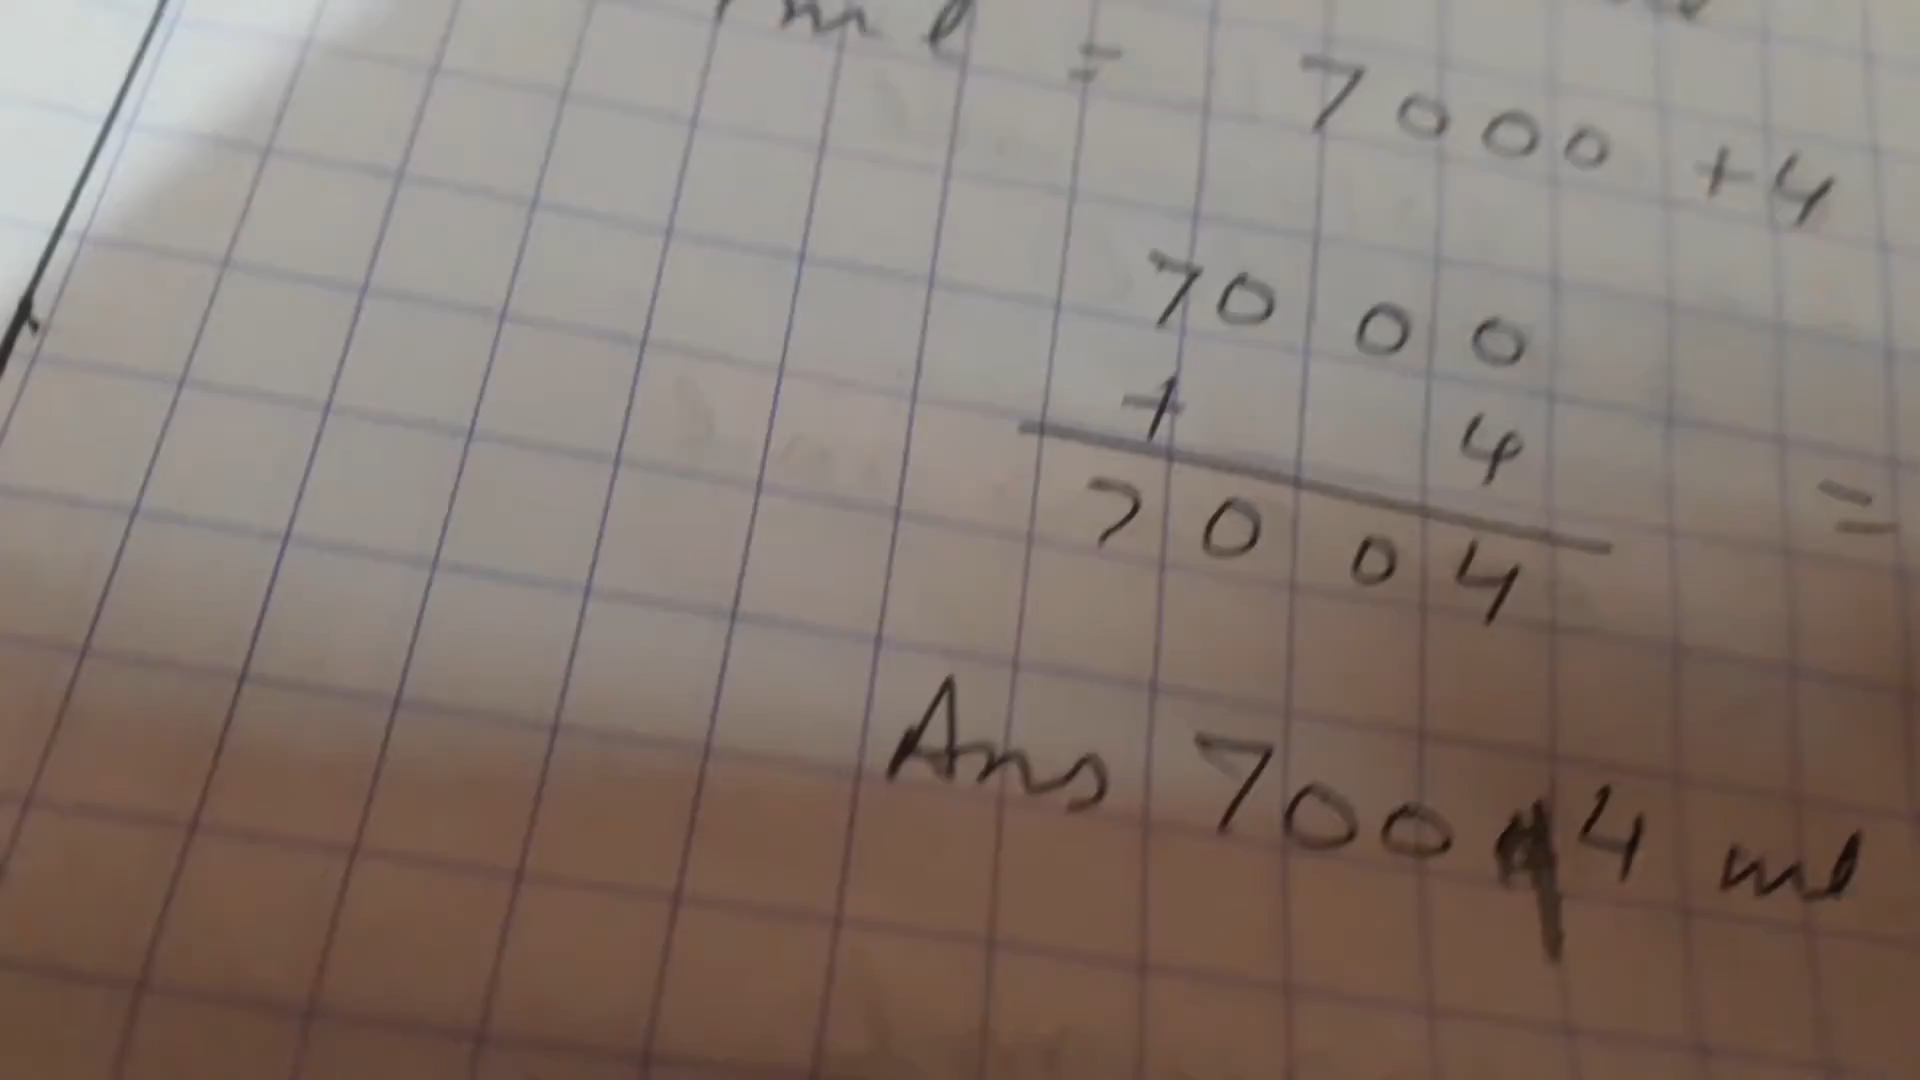 ml = 7000 + 4
7000
+ 4 =
7004
Ans 7004 ml